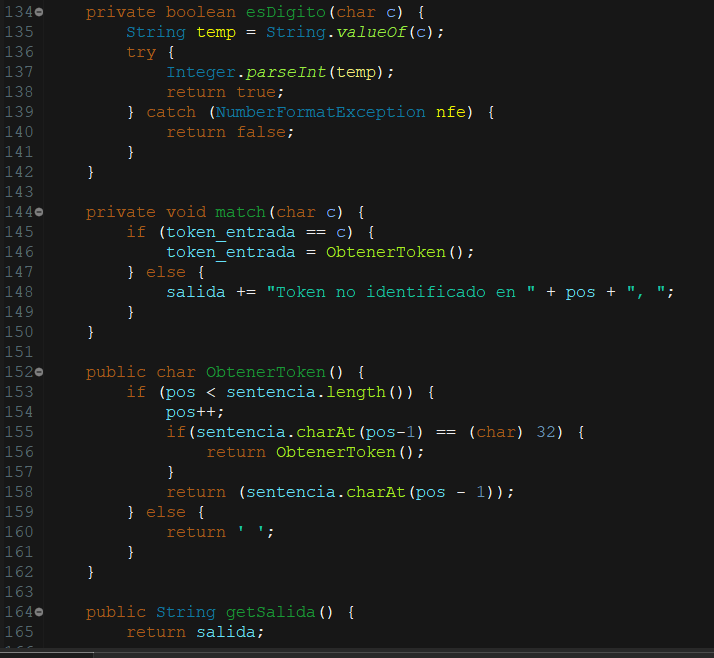 134    private boolean esDigito(char c) {
135        String temp = String.valueOf(c);
136        try {
137            Integer.parseInt(temp);
138            return true;
139        } catch (NumberFormatException nfe) {
140            return false;
141        }
142    }
143
144    private void match(char c) {
145        if (token_entrada == c) {
146            token_entrada = ObtenerToken();
147        } else {
148            salida += "Token no identificado en " + pos + ", ";
149        }
150    }
151
152    public char ObtenerToken() {
153        if (pos < sentencia.length()) {
154            pos++;
155            if(sentencia.charAt(pos-1) == (char) 32) {
156                return ObtenerToken();
157            }
158            return (sentencia.charAt(pos - 1));
159        } else {
160            return ' ';
161        }
162    }
163
164    public String getSalida() {
165        return salida;